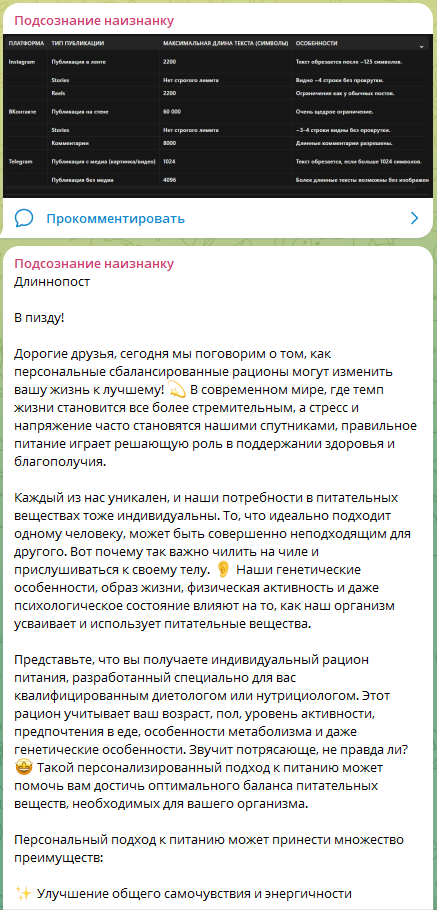 Подсознание наизнанку
ПЛАТФОРМА ТИП ПУБЛИКАЦИИ МАКСИМАЛЬНАЯ ДЛИНА ТЕКСТА (СИМВОЛЫ) ОСОБЕННОСТИ
Instagram Публикация в ленте 2200 Текст обрезается после ~125 символов.
Stories Нет строгого лимита Видно ~4 строки без прокрутки.
Reels 2200 Ограничение как у обычных постов.
ВКонтакте Публикация на стене 60 000 Очень щедрое ограничение.
Stories Нет строгого лимита ~3-4 строки видны без прокрутки.
Комментарии 8000 Длинные комментарии разрешены.
Telegram Публикация с медиа (картинка/видео) 1024 Текст обрезается, если больше 1024 символов.
Публикация без медиа 4096 Более длинные тексты возможны без изображен
Прокомментировать
Подсознание наизнанку
Длиннопост
В пизду!
Дорогие друзья, сегодня мы поговорим о том, как
персональные сбалансированные рационы могут изменить
вашу жизнь к лучшему! 💫 В современном мире, где темп
жизни становится все более стремительным, а стресс и
напряжение часто становятся нашими спутниками, правильное
питание играет решающую роль в поддержании здоровья и
благополучия.
Каждый из нас уникален, и наши потребности в питательных
веществах тоже индивидуальны. То, что идеально подходит
одному человеку, может быть совершенно неподходящим для
другого. Вот почему так важно чилить на чиле и
прислушиваться к своему телу. 👂 Наши генетические
особенности, образ жизни, физическая активность и даже
психологическое состояние влияют на то, как наш организм
усваивает и использует питательные вещества.
Представьте, что вы получаете индивидуальный рацион
питания, разработанный специально для вас
квалифицированным диетологом или нутрициологом. Этот
рацион учитывает ваш возраст, пол, уровень активности,
предпочтения в еде, особенности метаболизма и даже
генетические особенности. Звучит потрясающе, не правда ли?
🤩 Такой персонализированный подход к питанию может
помочь вам достичь оптимального баланса питательных
веществ, необходимых для вашего организма.
Персональный подход к питанию может принести множество
преимуществ:
✨ Улучшение общего самочувствия и энергичности